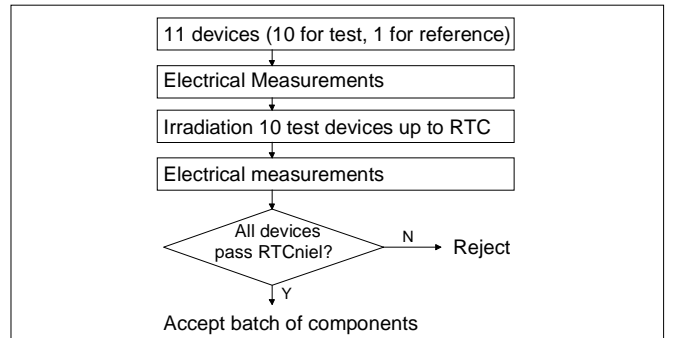 11 devices (10 for test, 1 for reference)
Electrical Measurements
Irradiation 10 test devices up to RTC
Electrical measurements
All devices
pass RTCniel?
N
Reject
Y
Accept batch of components